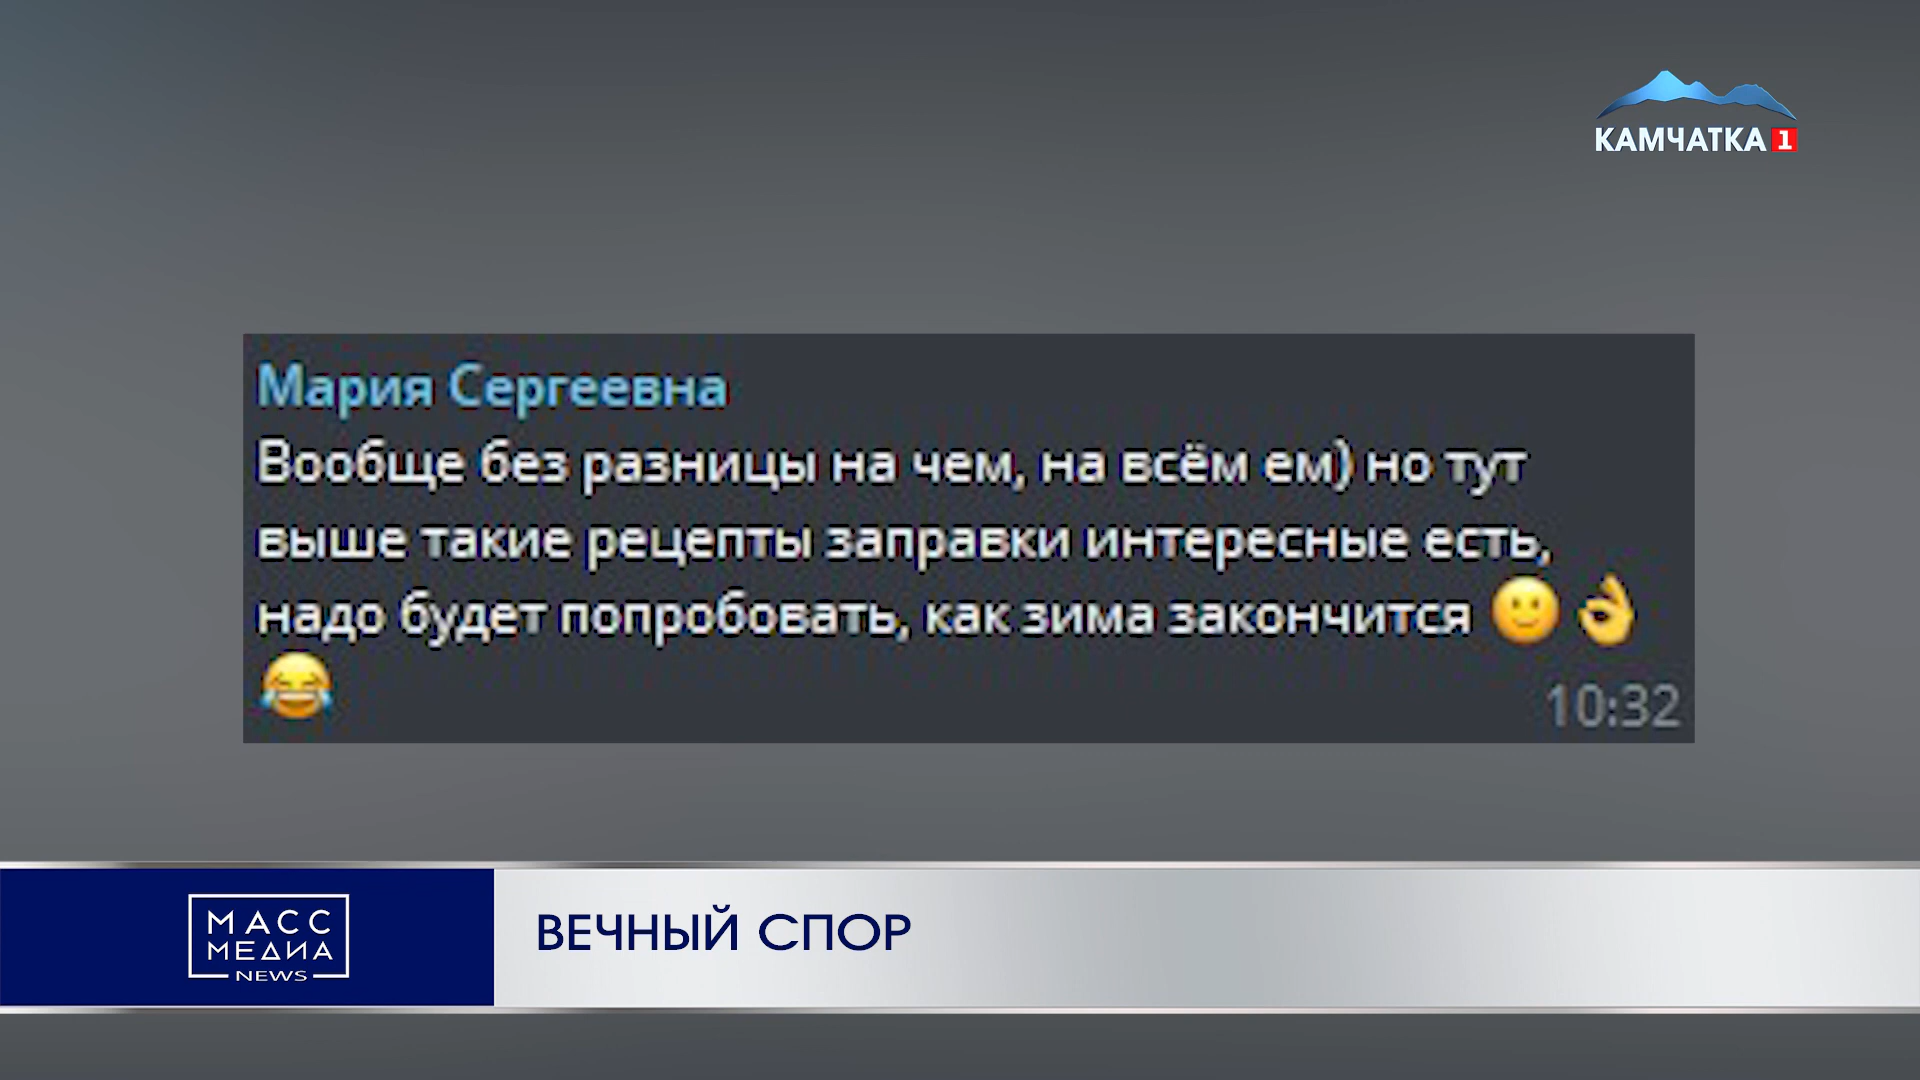 КАМЧАТКА 1
Мария Сергеевна
Вообще без разницы на чем, на всём ем) но тут
выше такие рецепты заправки интересные есть,
надо будет попробовать, как зима закончится 🙂👌
😂
10:32
МАСС
МЕДИА
NEWS
ВЕЧНЫЙ СПОР